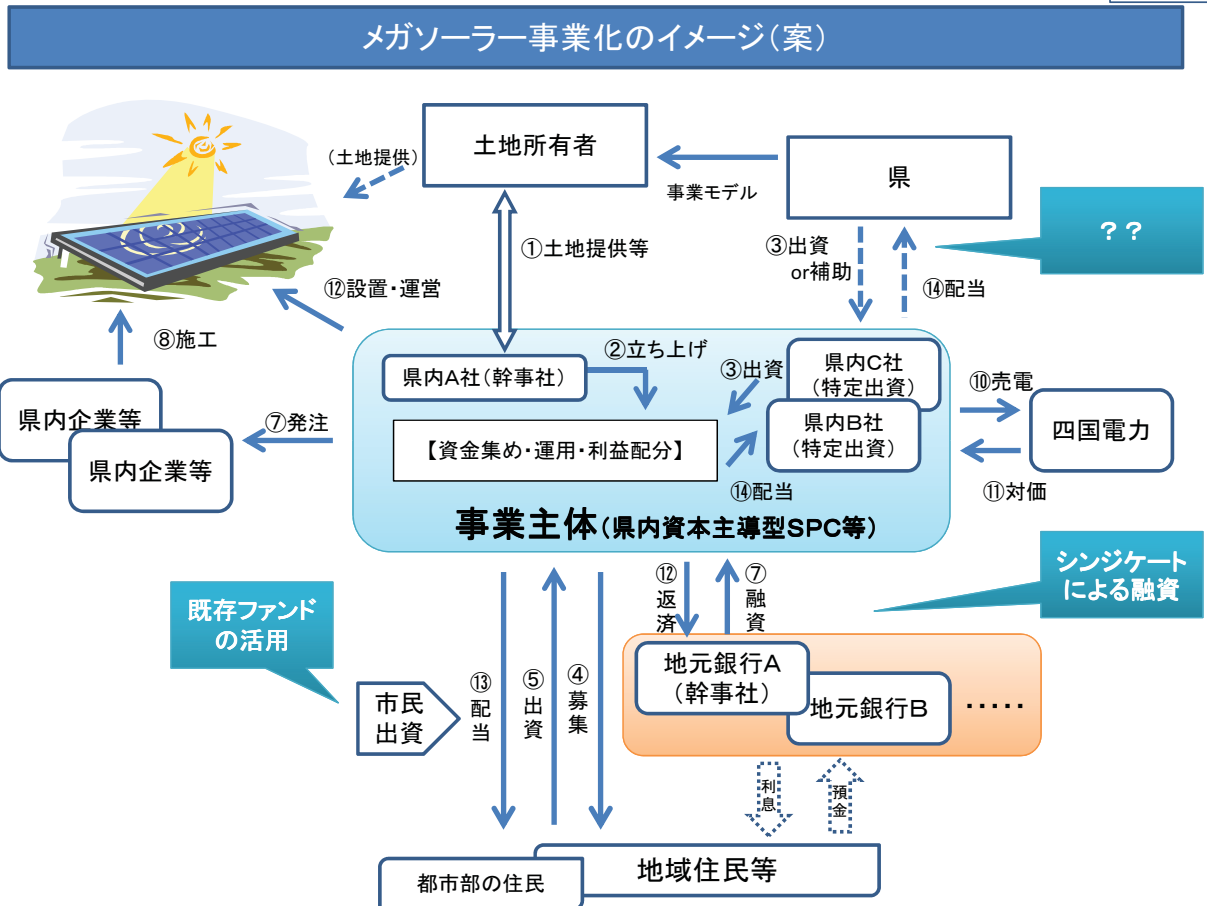 メガソーラー事業化のイメージ（案）
土地所有者
（土地提供）
事業モデル
県
？？
①土地提供等
③出資
or補助
⑭配当
⑫設置・運営
⑧施工
県内A社（幹事社）
②立ち上げ
③出資
県内C社
（特定出資）
県内B社
（特定出資）
⑩売電
四国電力
⑪対価
県内企業等
県内企業等
⑦発注
【資金集め・運用・利益配分】
⑭配当
事業主体（県内資本主導型SPC等）
シンジケート
による融資
既存ファンド
の活用
市民
出資
⑬配当
⑤出資
④募集
⑫返済
⑦融資
地元銀行A
（幹事社）
地元銀行B
・・・・・
利息
預金
地域住民等
都市部の住民